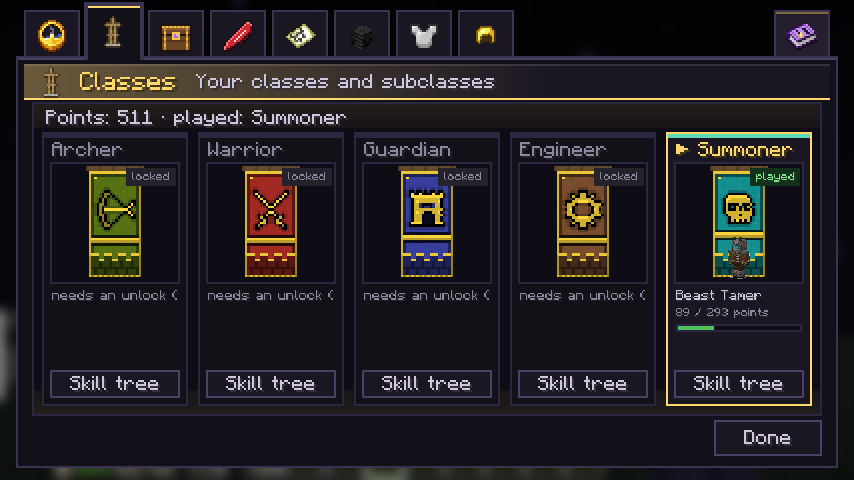 Classes Your classes and subclasses
Points: 511 · played: Summoner
Archer
locked
needs an unlock
Skill tree
Warrior
locked
needs an unlock
Skill tree
Guardian
locked
needs an unlock
Skill tree
Engineer
locked
needs an unlock
Skill tree
Summoner
played
Beast Tamer
89 / 293 points
Skill tree
Done